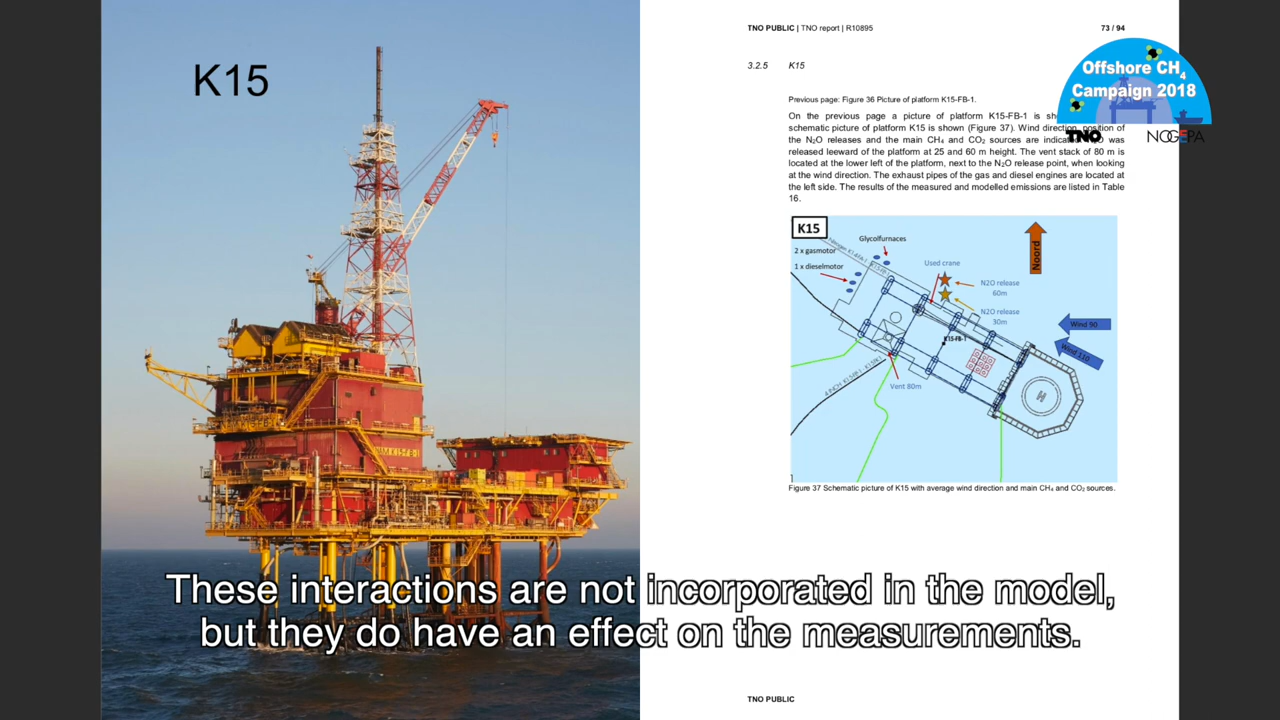 K15
TNO PUBLIC | TNO report | R10895
73 / 94
Offshore CH4
Campaign 2018
TNO
NOGEPA
3.2.5 K15
Previous page: Figure 36 Picture of platform K15-FB-1.
On the previous page a picture of platform K15-FB-1 is
schematic picture of platform K15 is shown (Figure 37). Wind direction, position of
the N2O releases and the main CH4 and CO2 sources are was
released leeward of the platform at 25 and 60 m height. The vent stack of 80 m is
located at the lower left of the platform, next to the N2O release point, when looking
at the wind direction. The exhaust pipes of the gas and diesel engines are located at
the left side. The results of the measured and modelled emissions are listed in Table
16.
K15
Glycolfurnaces
2 x gasmotor
1 x dieselmotor
Used crane
Noord
N2O release
60m
N2O release
30m
Wind 90
Wind 110
K15-FB-1
Vent 80m
H
Figure 37 Schematic picture of K15 with average wind direction and main CH4 and CO2 sources.
These interactions are not incorporated in the model,
but they do have an effect on the measurements.
TNO PUBLIC